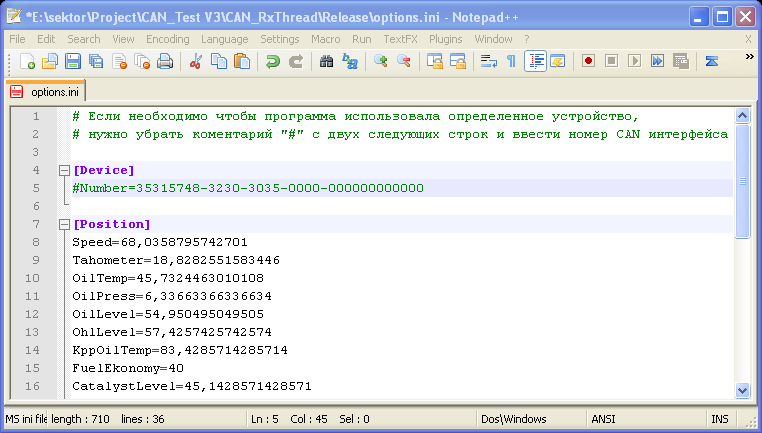 *E:\sektor\Project\CAN_Test V3\CAN_RxThread\Release\options.ini - Notepad++
File Edit Search View Encoding Language Settings Macro Run TextFX Plugins Window ? X
options.ini
1 # Если необходимо чтобы программа использовала определенное устройство,
2 # нужно убрать коментарий "#" с двух следующих строк и ввести номер CAN интерфейса
3
4 [Device]
5 #Number=35315748-3230-3035-0000-000000000000
6
7 [Position]
8 Speed=68,0358795742701
9 Tahometer=18,8282551583446
10 OilTemp=45,7324463010108
11 OilPress=6,33663366336634
12 OilLevel=54,950495049505
13 OhlLevel=57,4257425742574
14 KppOilTemp=83,4285714285714
15 FuelEkonomy=40
16 CatalystLevel=45,1428571428571
MS ini file length : 710 lines : 36 Ln : 5 Col : 45 Sel : 0 Dos\Windows ANSI INS